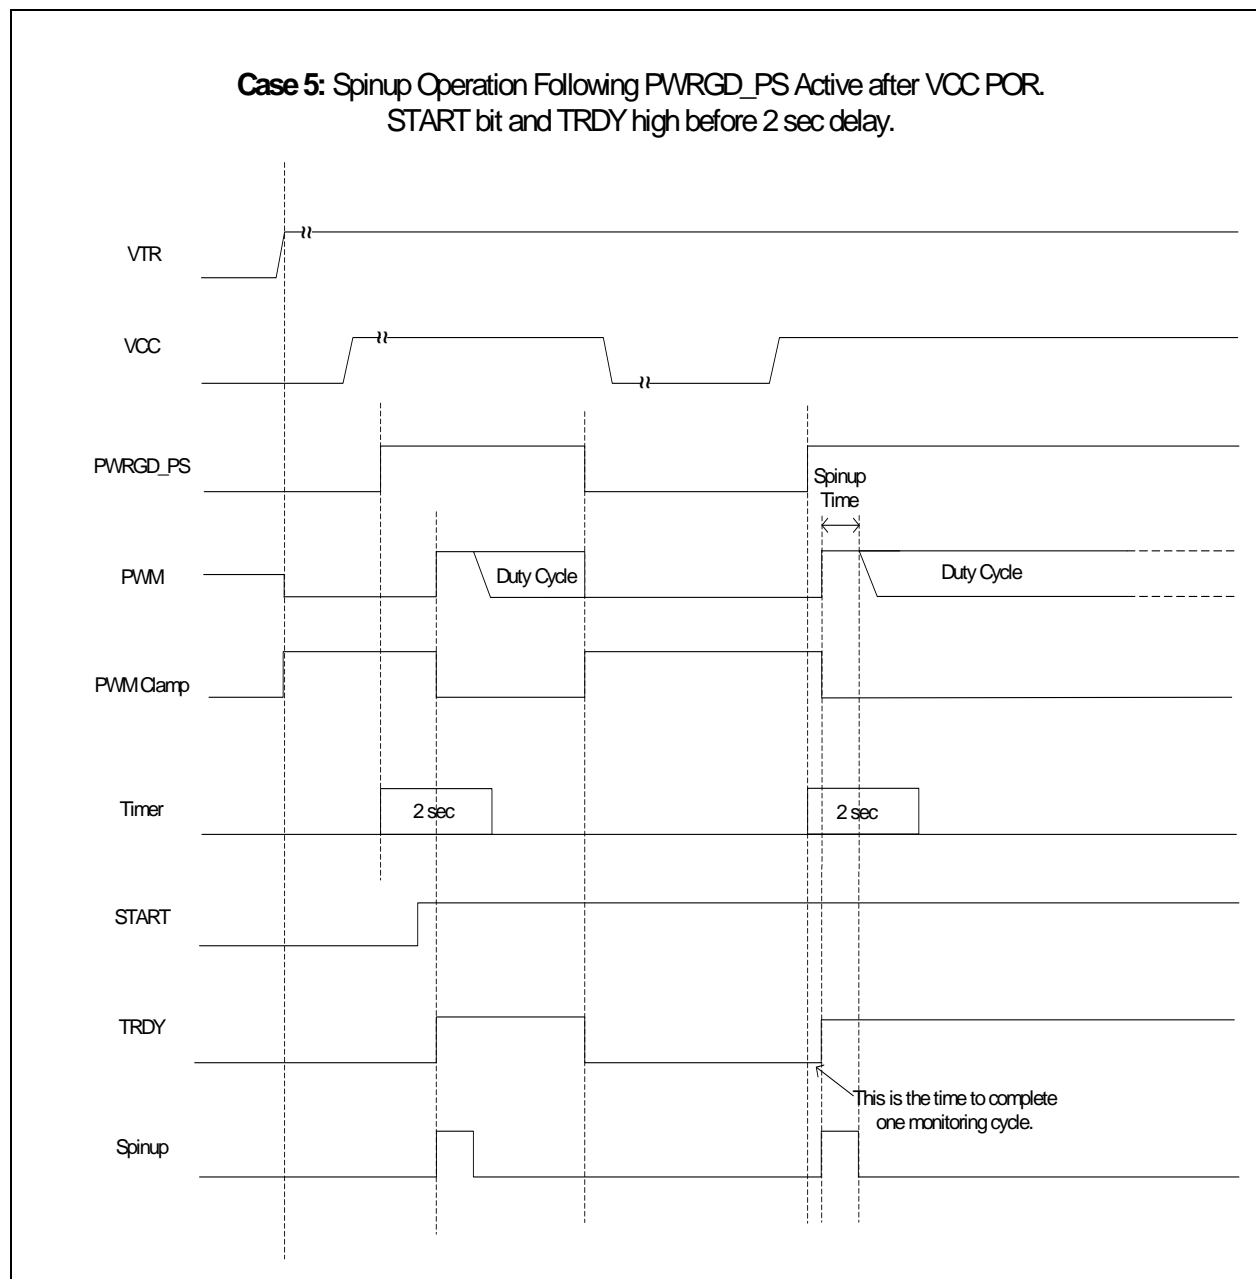 Case 5: Spinup Operation Following PWRGD_PS Active after VCC POR.
START bit and TRDY high before 2 sec delay.
VTR
VCC
PWRGD_PS
Spinup
Time
PWM
Duty Cycle
Duty Cycle
PWM Clamp
Timer
2 sec
2 sec
START
TRDY
This is the time to complete
one monitoring cycle.
Spinup